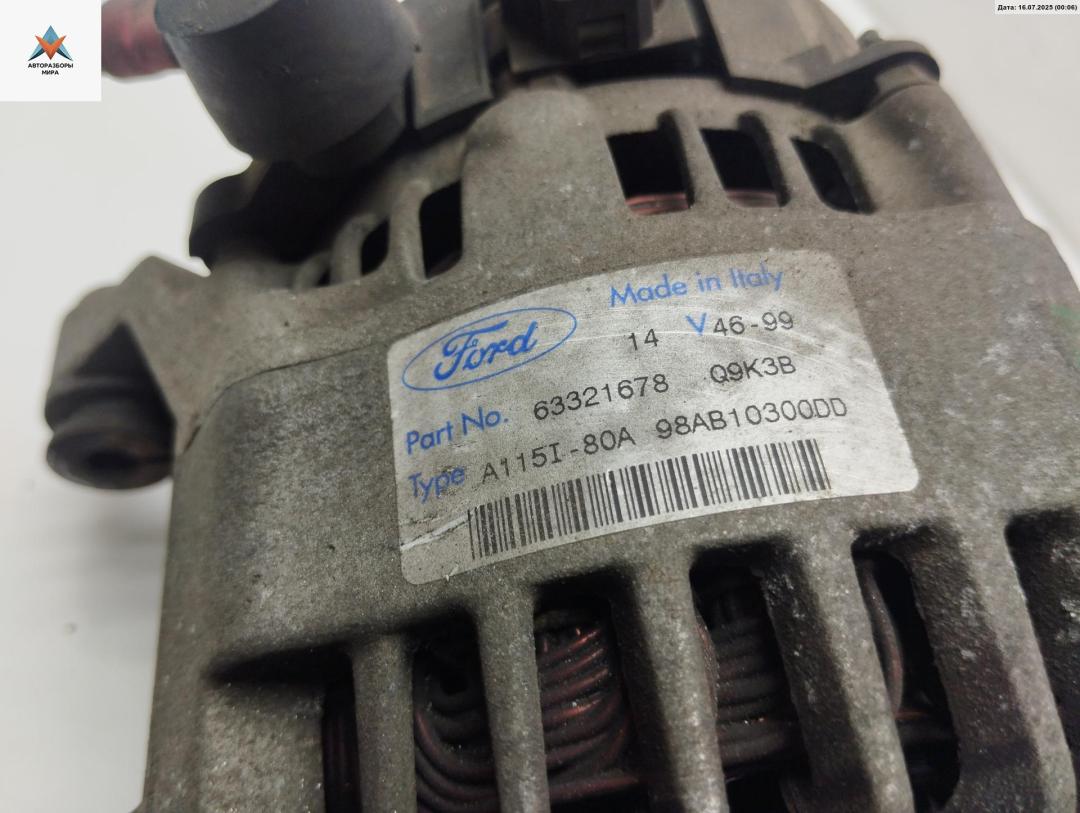 Дата: 16.07.2025 (00:06)
АВТОРАЗБОРЫ
МИРА
Ford
Made in Italy
14 V 46-99
Part No. 63321678 Q9K3B
Type A115I-80A 98AB10300DD